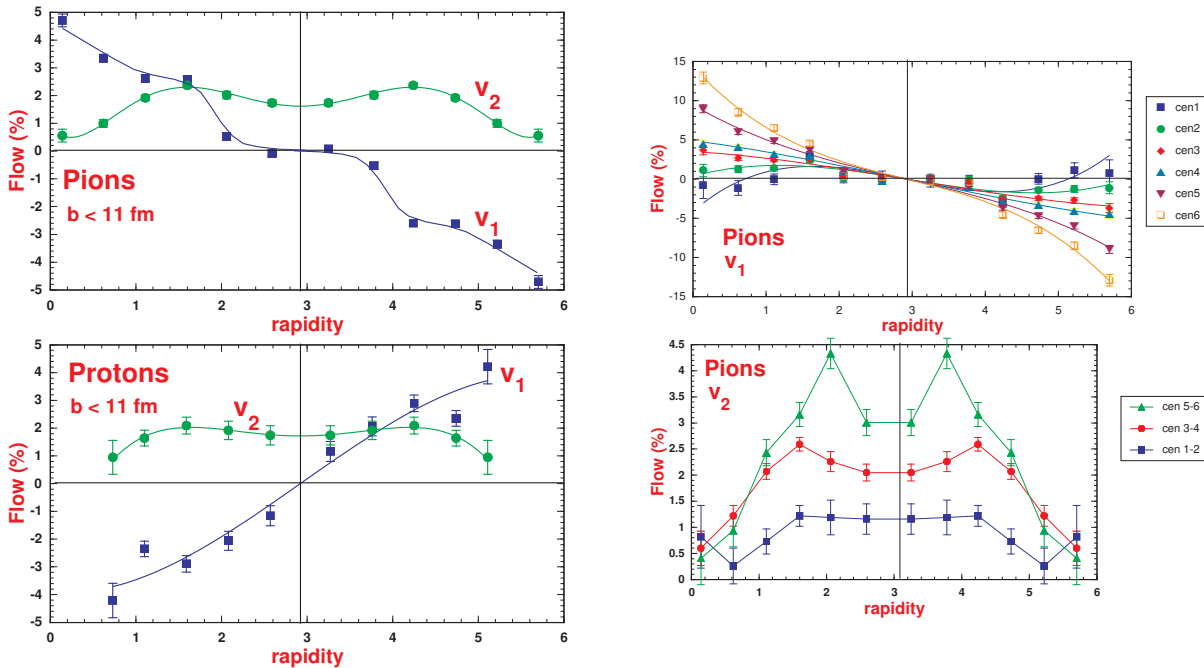 5
4
3
2
1
0
-1
-2
-3
-4
-5
Flow (%)
v2
Pions
b < 11 fm
v1
0 1 2 3 4 5 6
rapidity
15
10
5
0
-5
-10
-15
Flow (%)
Pions
v1
0 1 2 3 4 5 6
rapidity
cen1
cen2
cen3
cen4
cen5
cen6
5
4
3
2
1
0
-1
-2
-3
-4
-5
Flow (%)
Protons
b < 11 fm
v1
v2
0 1 2 3 4 5 6
rapidity
4.5
4
3.5
3
2.5
2
1.5
1
0.5
0
Flow (%)
Pions
v2
0 1 2 3 4 5 6
rapidity
cen 5-6
cen 3-4
cen 1-2